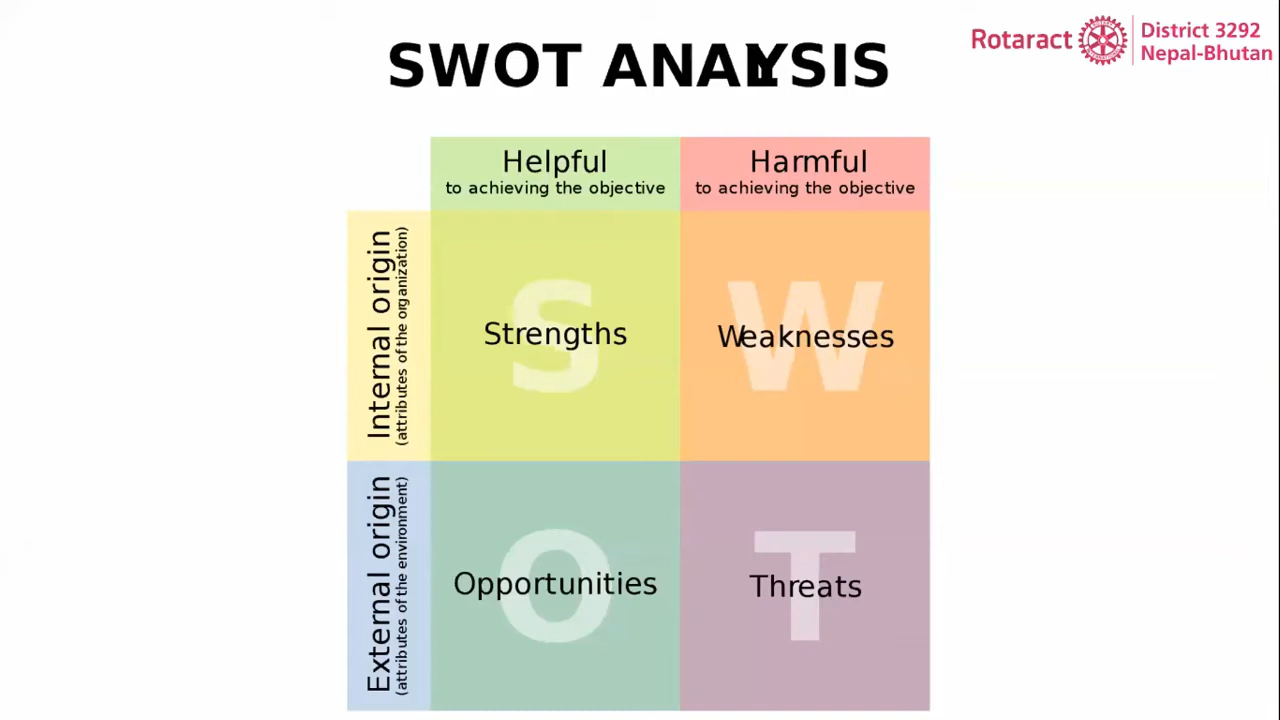 SWOT ANALYSIS
Rotaract
District 3292
Nepal-Bhutan
Helpful
to achieving the objective
Harmful
to achieving the objective
Internal origin
(attributes of the organization)
S
Strengths
W
Weaknesses
External origin
(attributes of the environment)
O
Opportunities
T
Threats